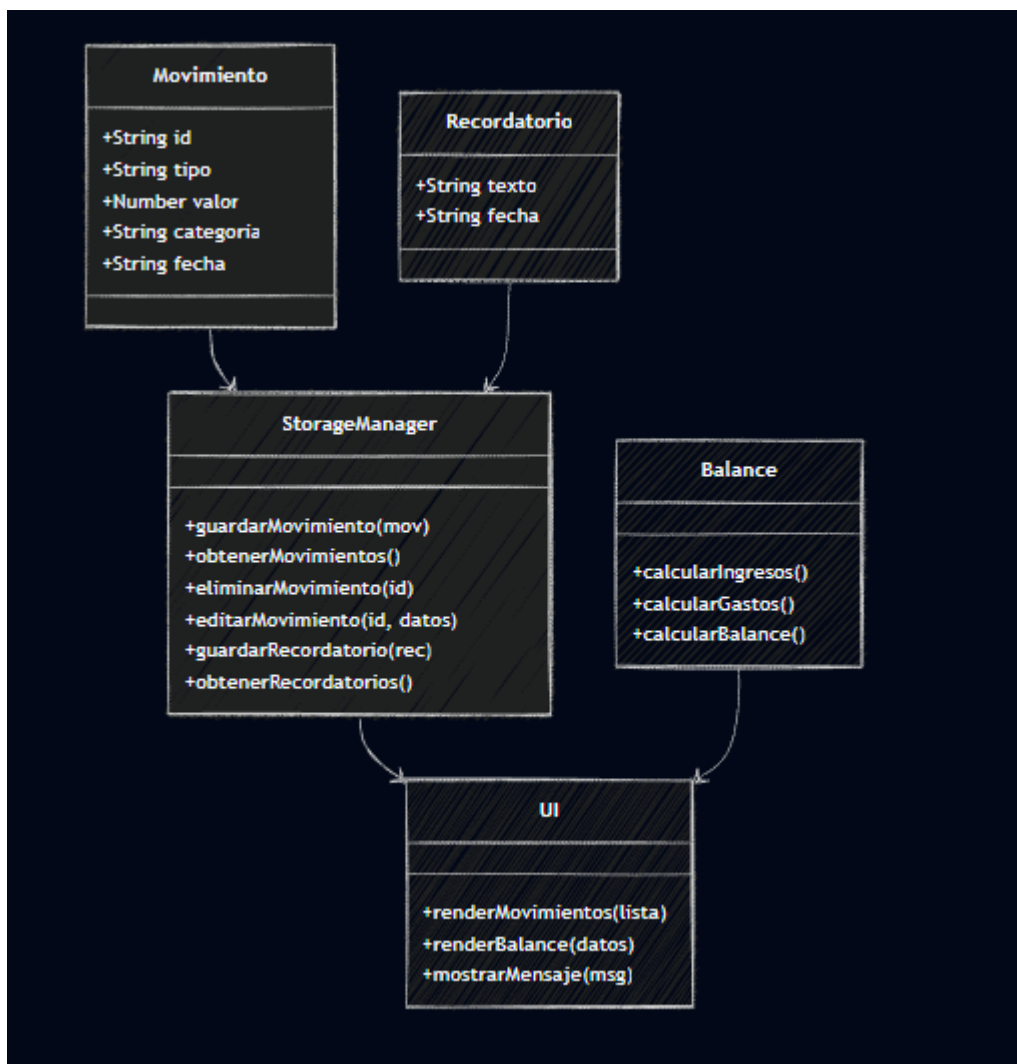 Movimiento
+String id
+String tipo
+Number valor
+String categoria
+String fecha
Recordatorio
+String texto
+String fecha
StorageManager
+guardarMovimiento(mov)
+obtenerMovimientos()
+eliminarMovimiento(id)
+editarMovimiento(id, datos)
+guardarRecordatorio(rec)
+obtenerRecordatorios()
Balance
+calcularIngresos()
+calcularGastos()
+calcularBalance()
UI
+renderMovimientos(lista)
+renderBalance(datos)
+mostrarMensaje(msg)